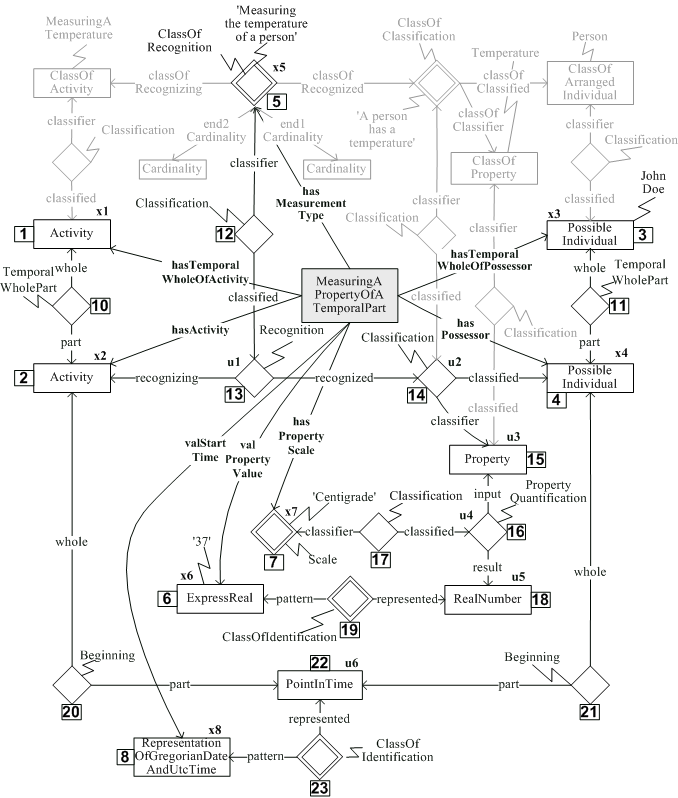 MeasuringA
Temperature
ClassOf
Recognition
'Measuring
the temperature
of a person'
x5
ClassOf
Classification
Temperature
Person
ClassOf
Activity
classOf
Recognizing
5
classOf
Recognized
classOf
Classified
ClassOf
Arranged
Individual
classifier
Classification
end2
Cardinality
end1
Cardinality
'A person
has a
temperature'
classOf
Classifier
classifier
Classification
Cardinality
Cardinality
ClassOf
Property
classifier
has
Measurement
Type
John
Doe
classified
Classification
classifier
classified
x1
12
Classification
classifier
x3
1
Activity
Possible
Individual
3
whole
hasTemporal
WholeOfActivity
MeasuringA
PropertyOfA
TemporalPart
hasTemporal
WholeOfPossessor
whole
Temporal
WholePart
Temporal
WholePart
10
classified
classified
11
hasActivity
Recognition
Classification
has
Possessor
Classification
part
part
x2
u1
u2
x4
2
Activity
recognizing
recognized
classified
Possible
Individual
13
14
4
classified
classifier
has
Property
Scale
valStart
Time
val
Property
Value
u3
Property
15
'Centigrade'
Classification
input
Property
Quantification
x7
u4
classifier
classified
16
whole
7
Scale
17
'37'
result
whole
x6
u5
6
ExpressReal
pattern
represented
RealNumber
18
ClassOfIdentification
19
Beginning
22
u6
Beginning
part
PointInTime
part
20
21
represented
x8
8
Representation
OfGregorianDate
AndUtcTime
pattern
ClassOf
Identification
23